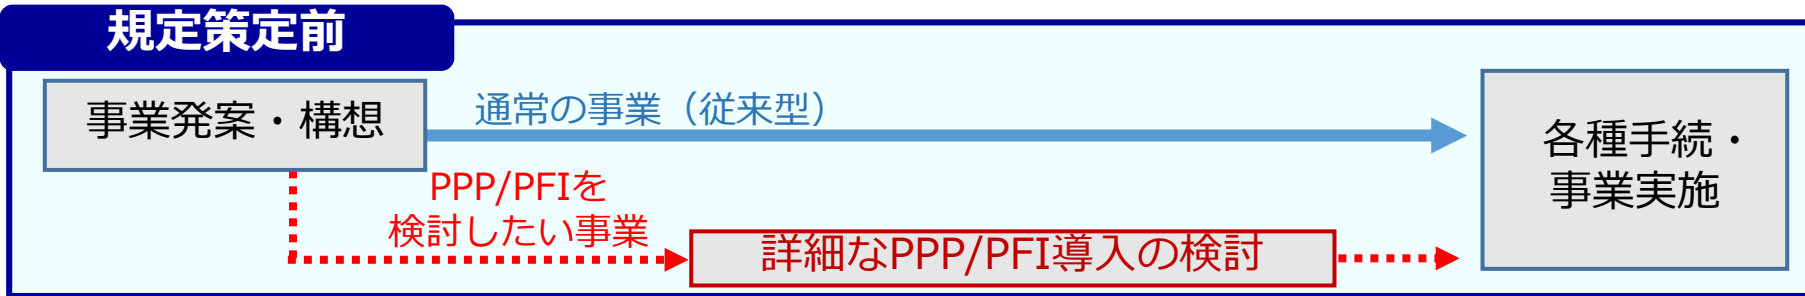 規定策定前
事業発案・構想
通常の事業（従来型）
PPP/PFIを
検討したい事業
詳細なPPP/PFI導入の検討
各種手続・
事業実施